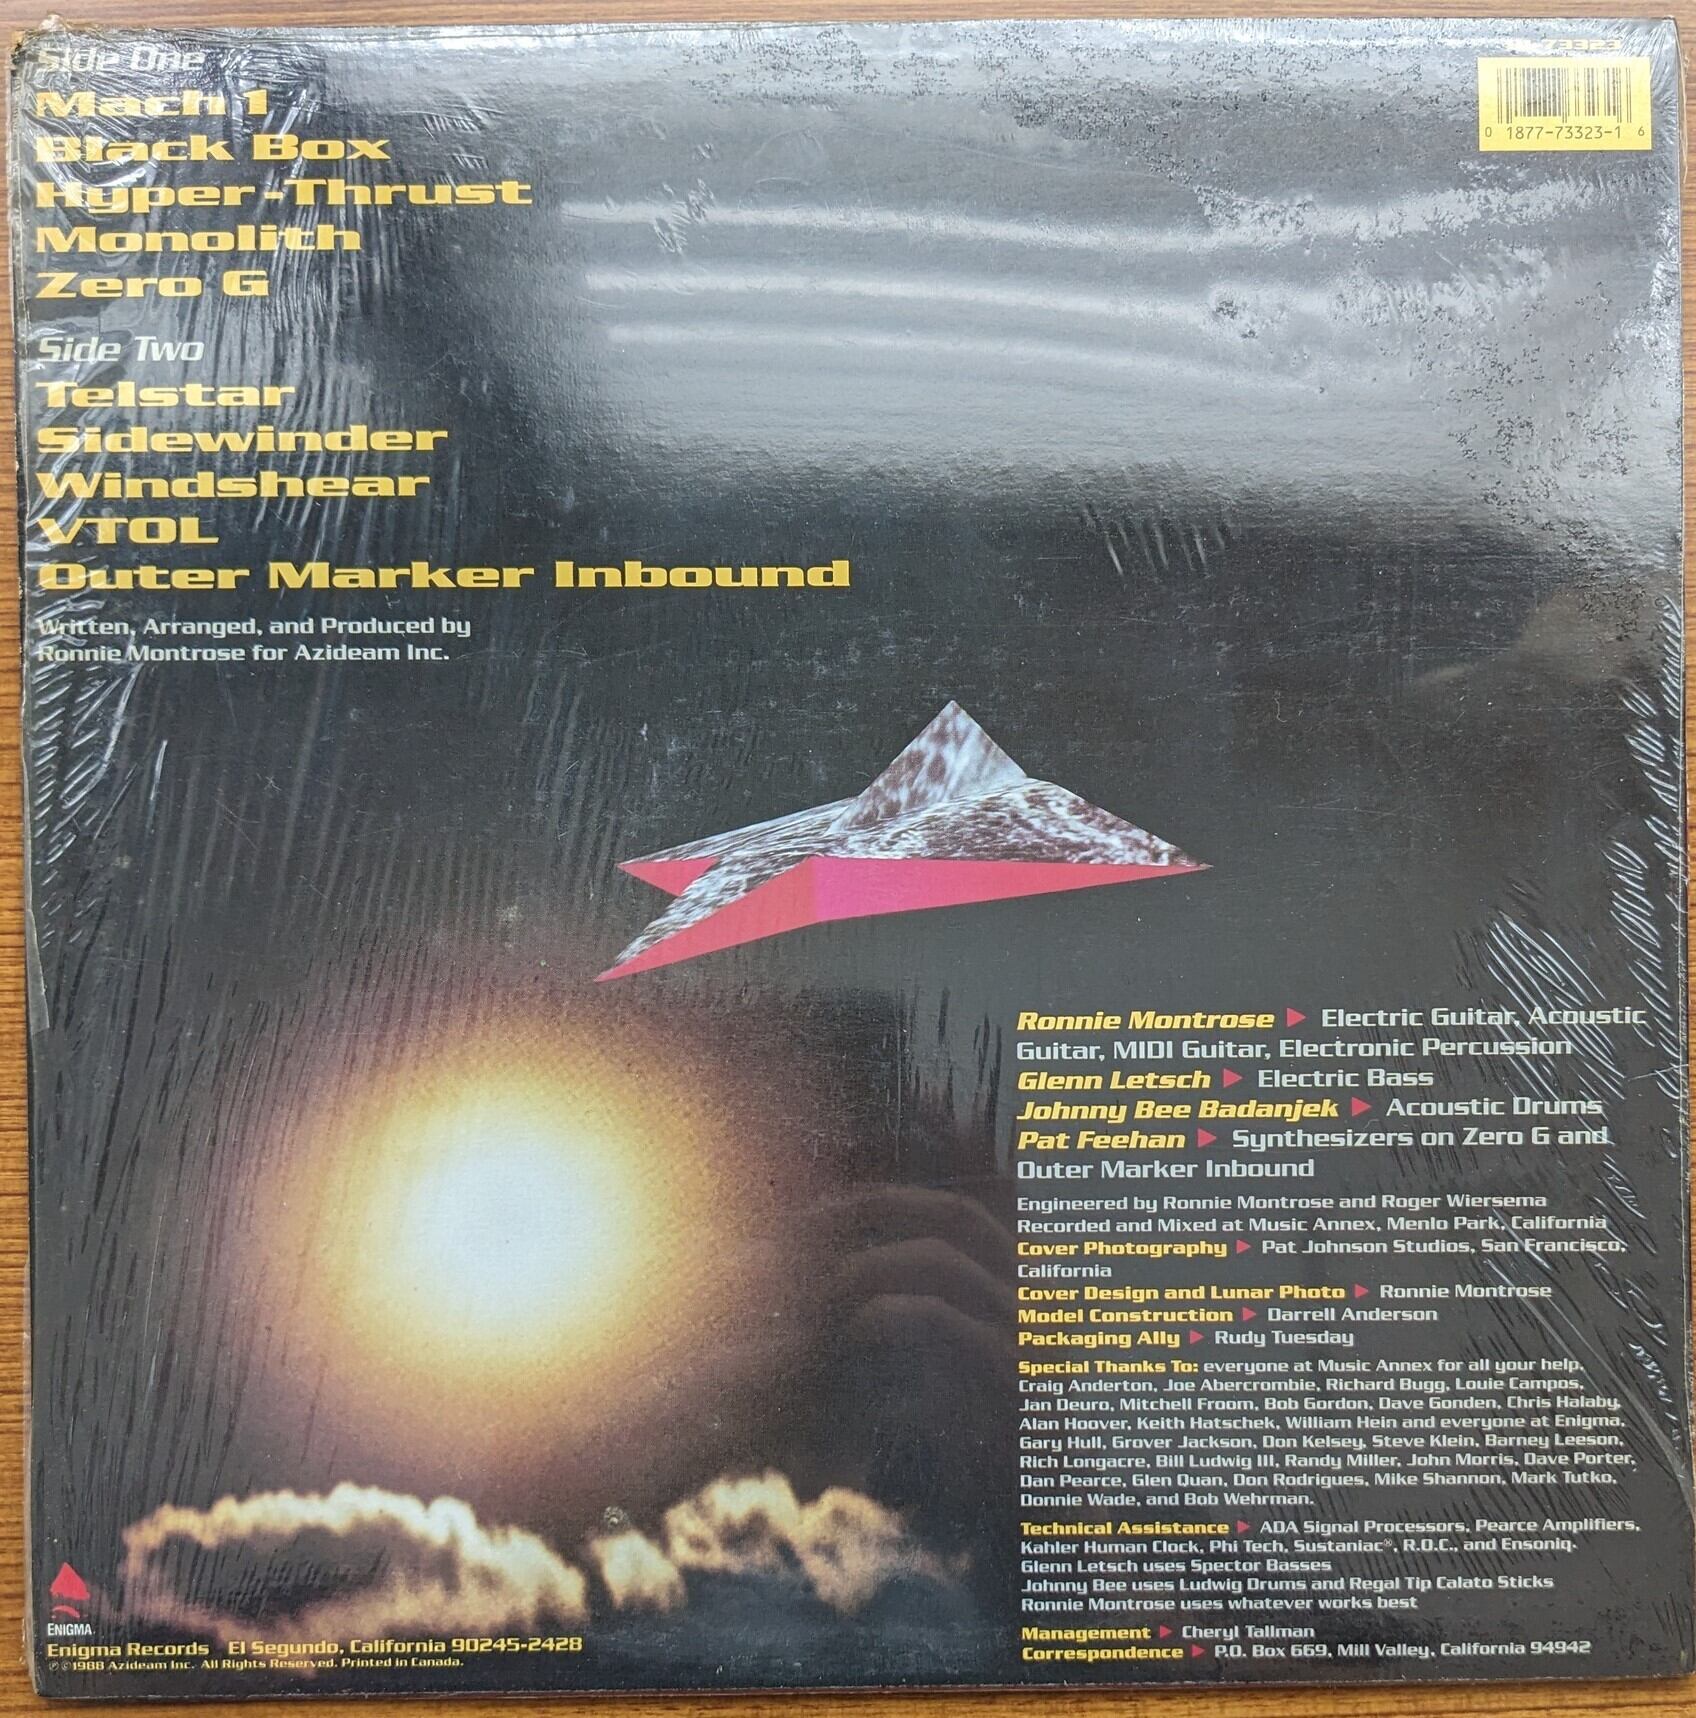 Side One
Mach 1
Black Box
Hyper-Thrust
Monolith
Zero G
Side Two
Telstar
Sidewinder
Windshear
VTOL
Outer Marker Inbound
Written, Arranged, and Produced by
Ronnie Montrose for Azideam Inc.
73323
0 1877-73323-1 6
Ronnie Montrose ▶ Electric Guitar, Acoustic
Guitar, MIDI Guitar, Electronic Percussion
Glenn Letsch ▶ Electric Bass
Johnny Bee Badanjek ▶ Acoustic Drums
Pat Feehan ▶ Synthesizers on Zero G and
Outer Marker Inbound
Engineered by Ronnie Montrose and Roger Wiersema
Recorded and Mixed at Music Annex, Menlo Park, California
Cover Photography ▶ Pat Johnson Studios, San Francisco,
California
Cover Design and Lunar Photo ▶ Ronnie Montrose
Model Construction ▶ Darrell Anderson
Packaging Ally ▶ Rudy Tuesday
Special Thanks To: everyone at Music Annex for all your help,
Craig Anderton, Joe Abercrombie, Richard Bugg, Louie Campos,
Jan Deuro, Mitchell Froom, Bob Gordon, Dave Gonden, Chris Halaby,
Alan Hoover, Keith Hatschek, William Hein and everyone at Enigma,
Gary Hull, Grover Jackson, Don Kelsey, Steve Klein, Barney Leeson,
Rich Longacre, Bill Ludwig III, Randy Miller, John Morris, Dave Porter,
Dan Pearce, Glen Quan, Don Rodrigues, Mike Shannon, Mark Tutko,
Donnie Wade, and Bob Wehrman.
Technical Assistance ▶ ADA Signal Processors, Pearce Amplifiers,
Kahler Human Clock, Phi Tech, Sustaniac®, R.O.C., and Ensoniq.
Glenn Letsch uses Spector Basses
Johnny Bee uses Ludwig Drums and Regal Tip Calato Sticks
Ronnie Montrose uses whatever works best
Management ▶ Cheryl Tallman
Correspondence ▶ P.O. Box 669, Mill Valley, California 94942
ENIGMA
Enigma Records El Segundo, California 90245-2428
℗©1988 Azideam Inc. All Rights Reserved. Printed in Canada.